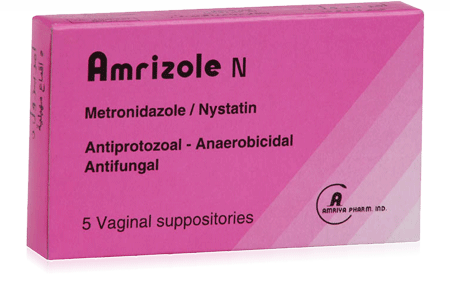 Amrizole N
Metronidazole / Nystatin
Antiprotozoal - Anaerobicidal
Antifungal
5 Vaginal suppositories
A
AMRIYA PHARM. IND.